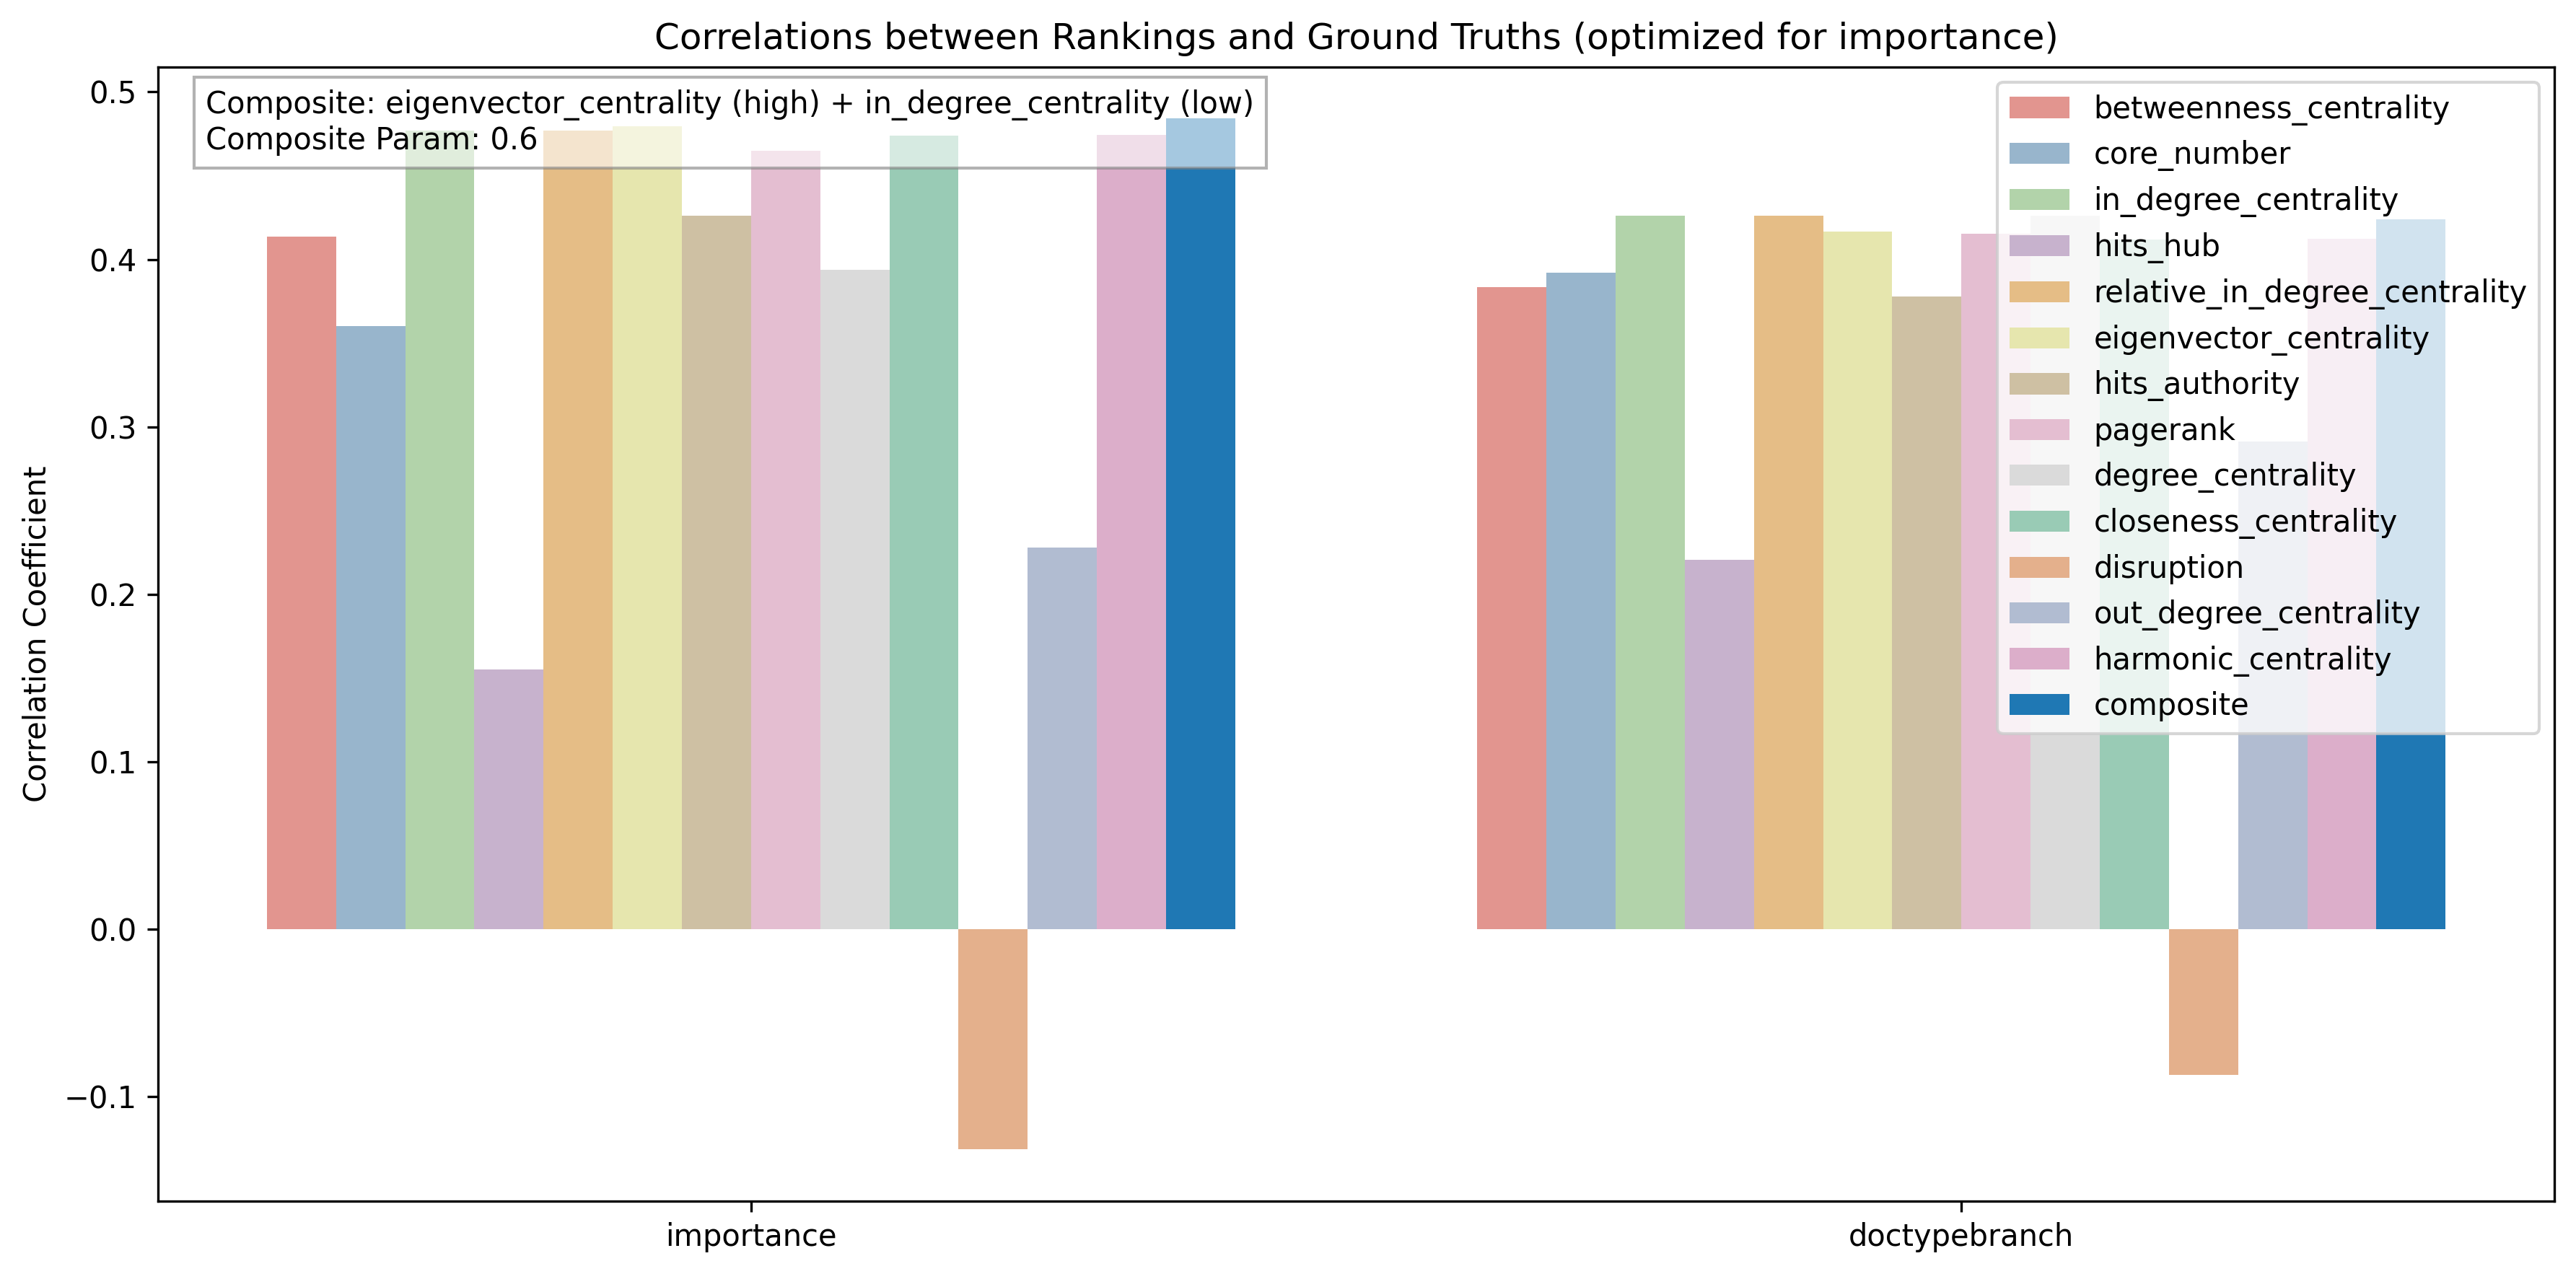 Correlations between Rankings and Ground Truths (optimized for importance)
Composite: eigenvector_centrality (high) + in_degree_centrality (low)
Composite Param: 0.6
Correlation Coefficient
0.5
0.4
0.3
0.2
0.1
0.0
−0.1
importance
doctypebranch
betweenness_centrality
core_number
in_degree_centrality
hits_hub
relative_in_degree_centrality
eigenvector_centrality
hits_authority
pagerank
degree_centrality
closeness_centrality
disruption
out_degree_centrality
harmonic_centrality
composite